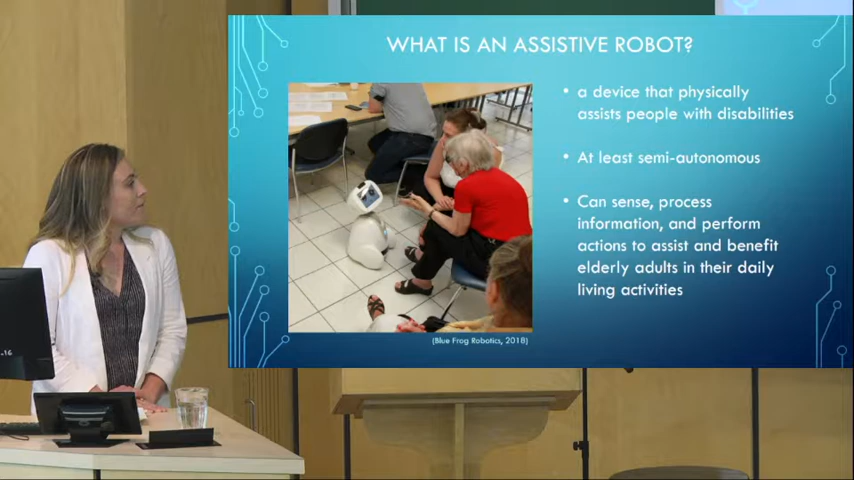 WHAT IS AN ASSISTIVE ROBOT?
• a device that physically
assists people with disabilities
• At least semi-autonomous
• Can sense, process
information, and perform
actions to assist and benefit
elderly adults in their daily
living activities
(Blue Frog Robotics, 2018)
.16